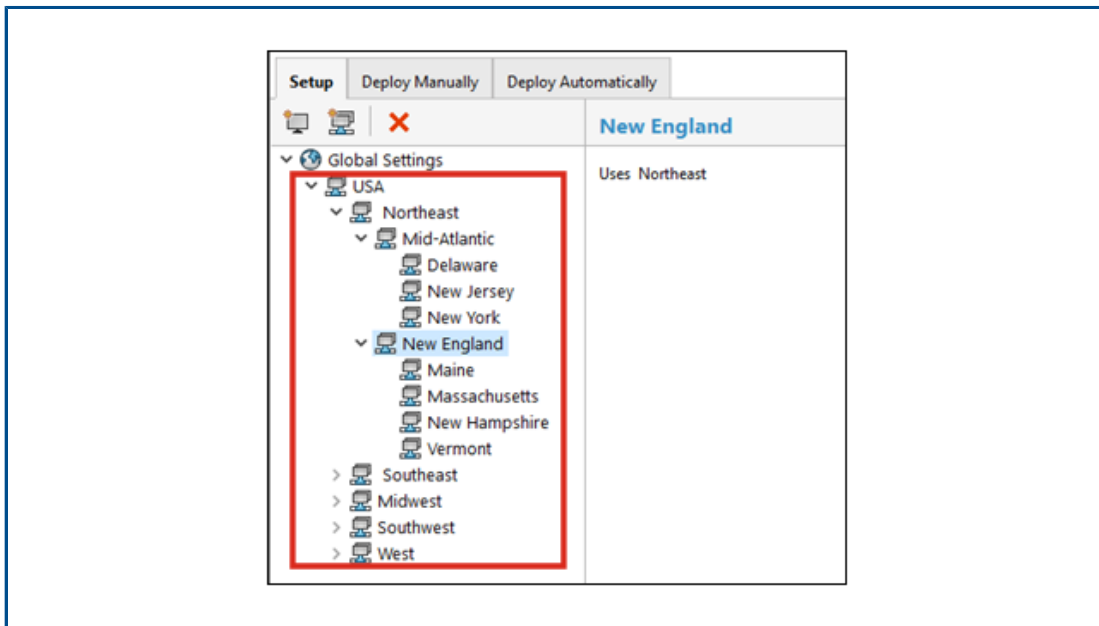 Setup Deploy Manually Deploy Automatically
New England
Uses Northeast
Global Settings
USA
Northeast
Mid-Atlantic
Delaware
New Jersey
New York
New England
Maine
Massachusetts
New Hampshire
Vermont
Southeast
Midwest
Southwest
West